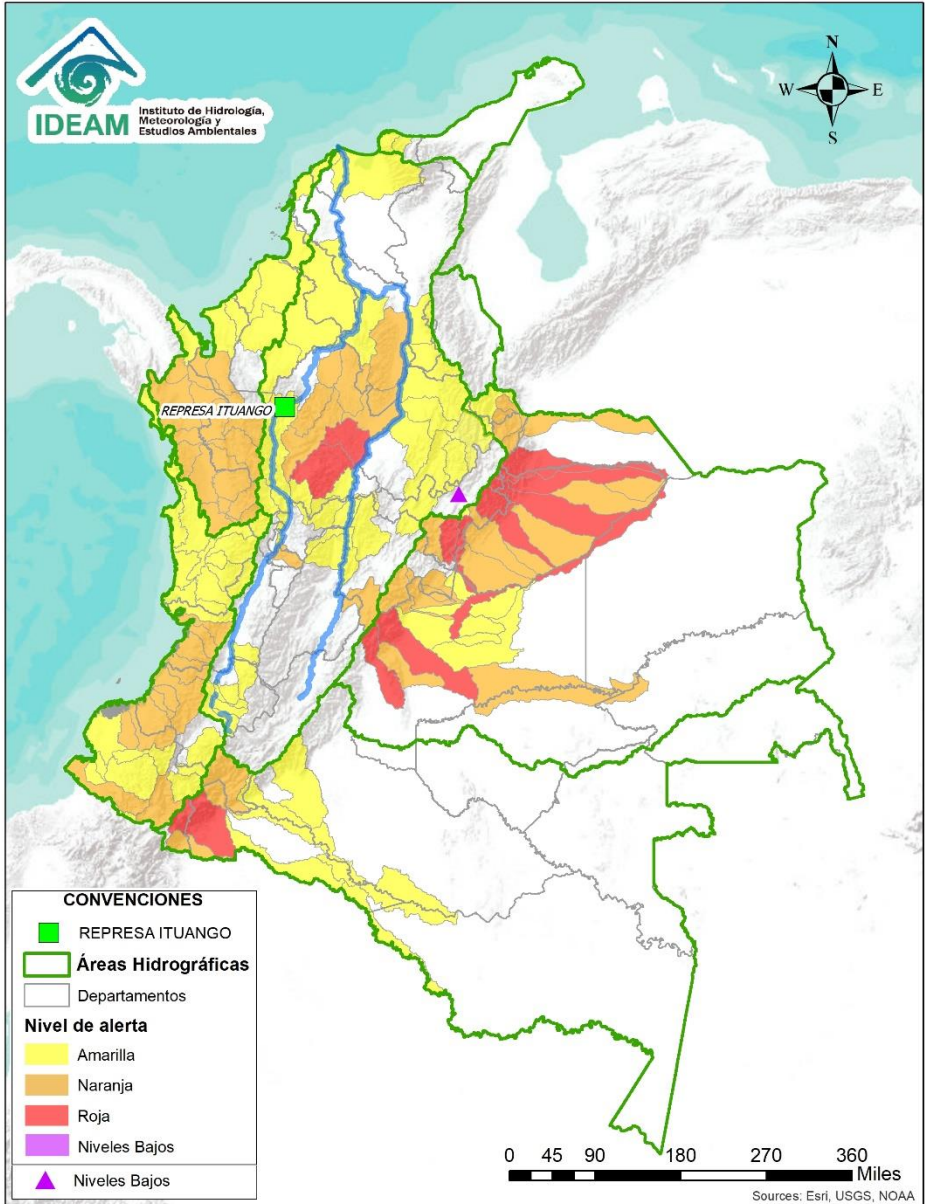 IDEAM
Instituto de Hidrología,
Meteorología y
Estudios Ambientales
N
W
E
S
REPRESA ITUANGO
CONVENCIONES
REPRESA ITUANGO
Áreas Hidrográficas
Departamentos
Nivel de alerta
Amarilla
Naranja
Roja
Niveles Bajos
Niveles Bajos
0 45 90 180 270 360
Miles
Sources: Esri, USGS, NOAA